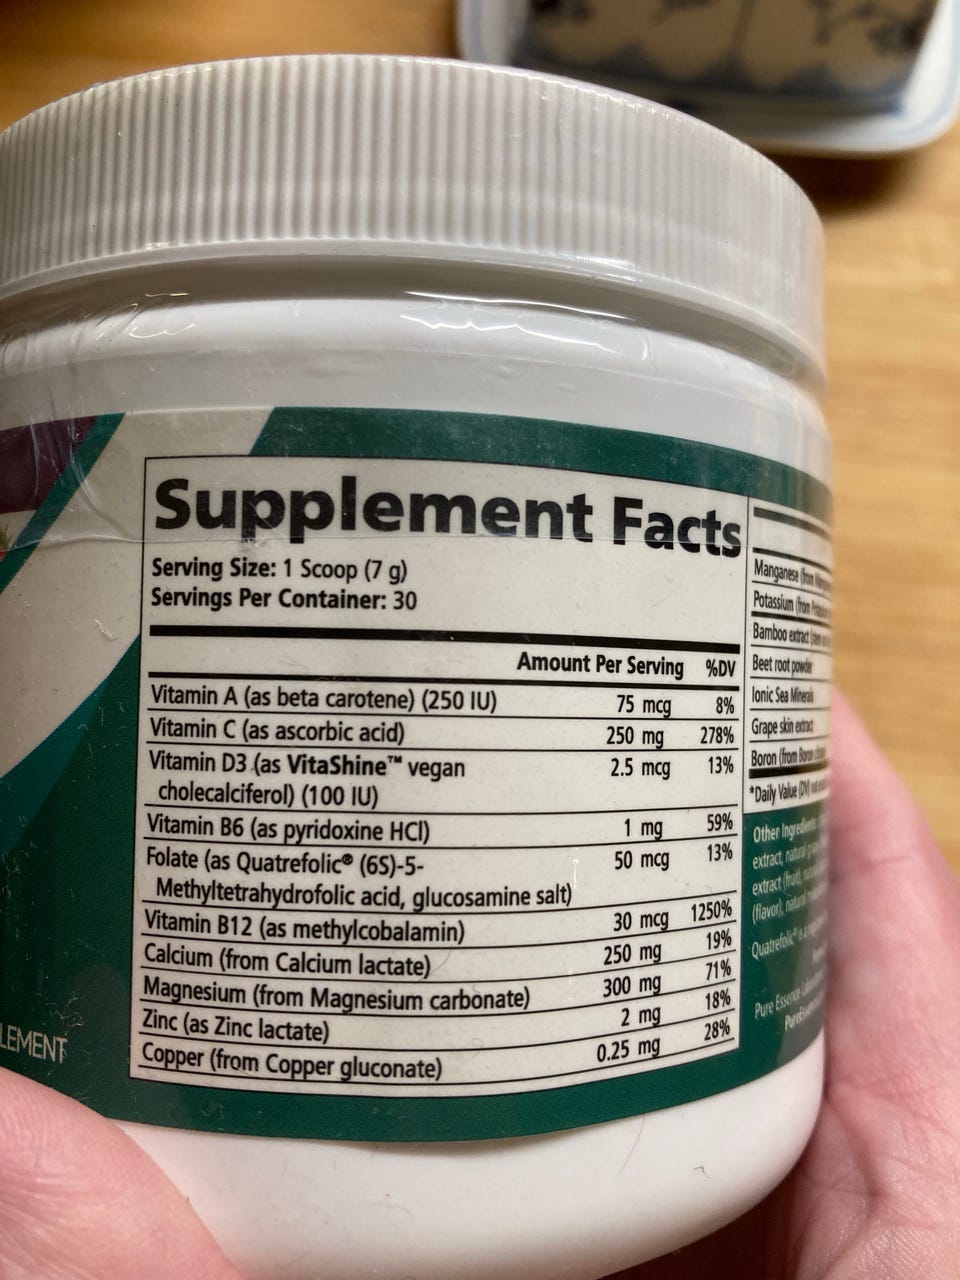 Supplement Facts
Serving Size: 1 Scoop (7 g)
Servings Per Container: 30
Amount Per Serving %DV
Vitamin A (as beta carotene) (250 IU) 75 mcg 8%
Vitamin C (as ascorbic acid) 250 mg 278%
Vitamin D3 (as VitaShine™ vegan 2.5 mcg 13%
cholecalciferol) (100 IU)
Vitamin B6 (as pyridoxine HCl) 1 mg 59%
Folate (as Quatrefolic® (6S)-5- 50 mcg 13%
Methyltetrahydrofolic acid, glucosamine salt)
Vitamin B12 (as methylcobalamin) 30 mcg 1250%
Calcium (from Calcium lactate) 250 mg 19%
Magnesium (from Magnesium carbonate) 300 mg 71%
Zinc (as Zinc lactate) 2 mg 18%
Copper (from Copper gluconate) 0.25 mg 28%
Manganese (from
Potassium (from
Bamboo extract
Beet root powder
Ionic Sea Minerals
Grape skin extract
Boron (from Boron
*Daily Value (DV) not
Other Ingredients:
extract, natural
extract (fruit),
(flavor), natural
Quatrefolic® is a
Pure Essence
LEMENT